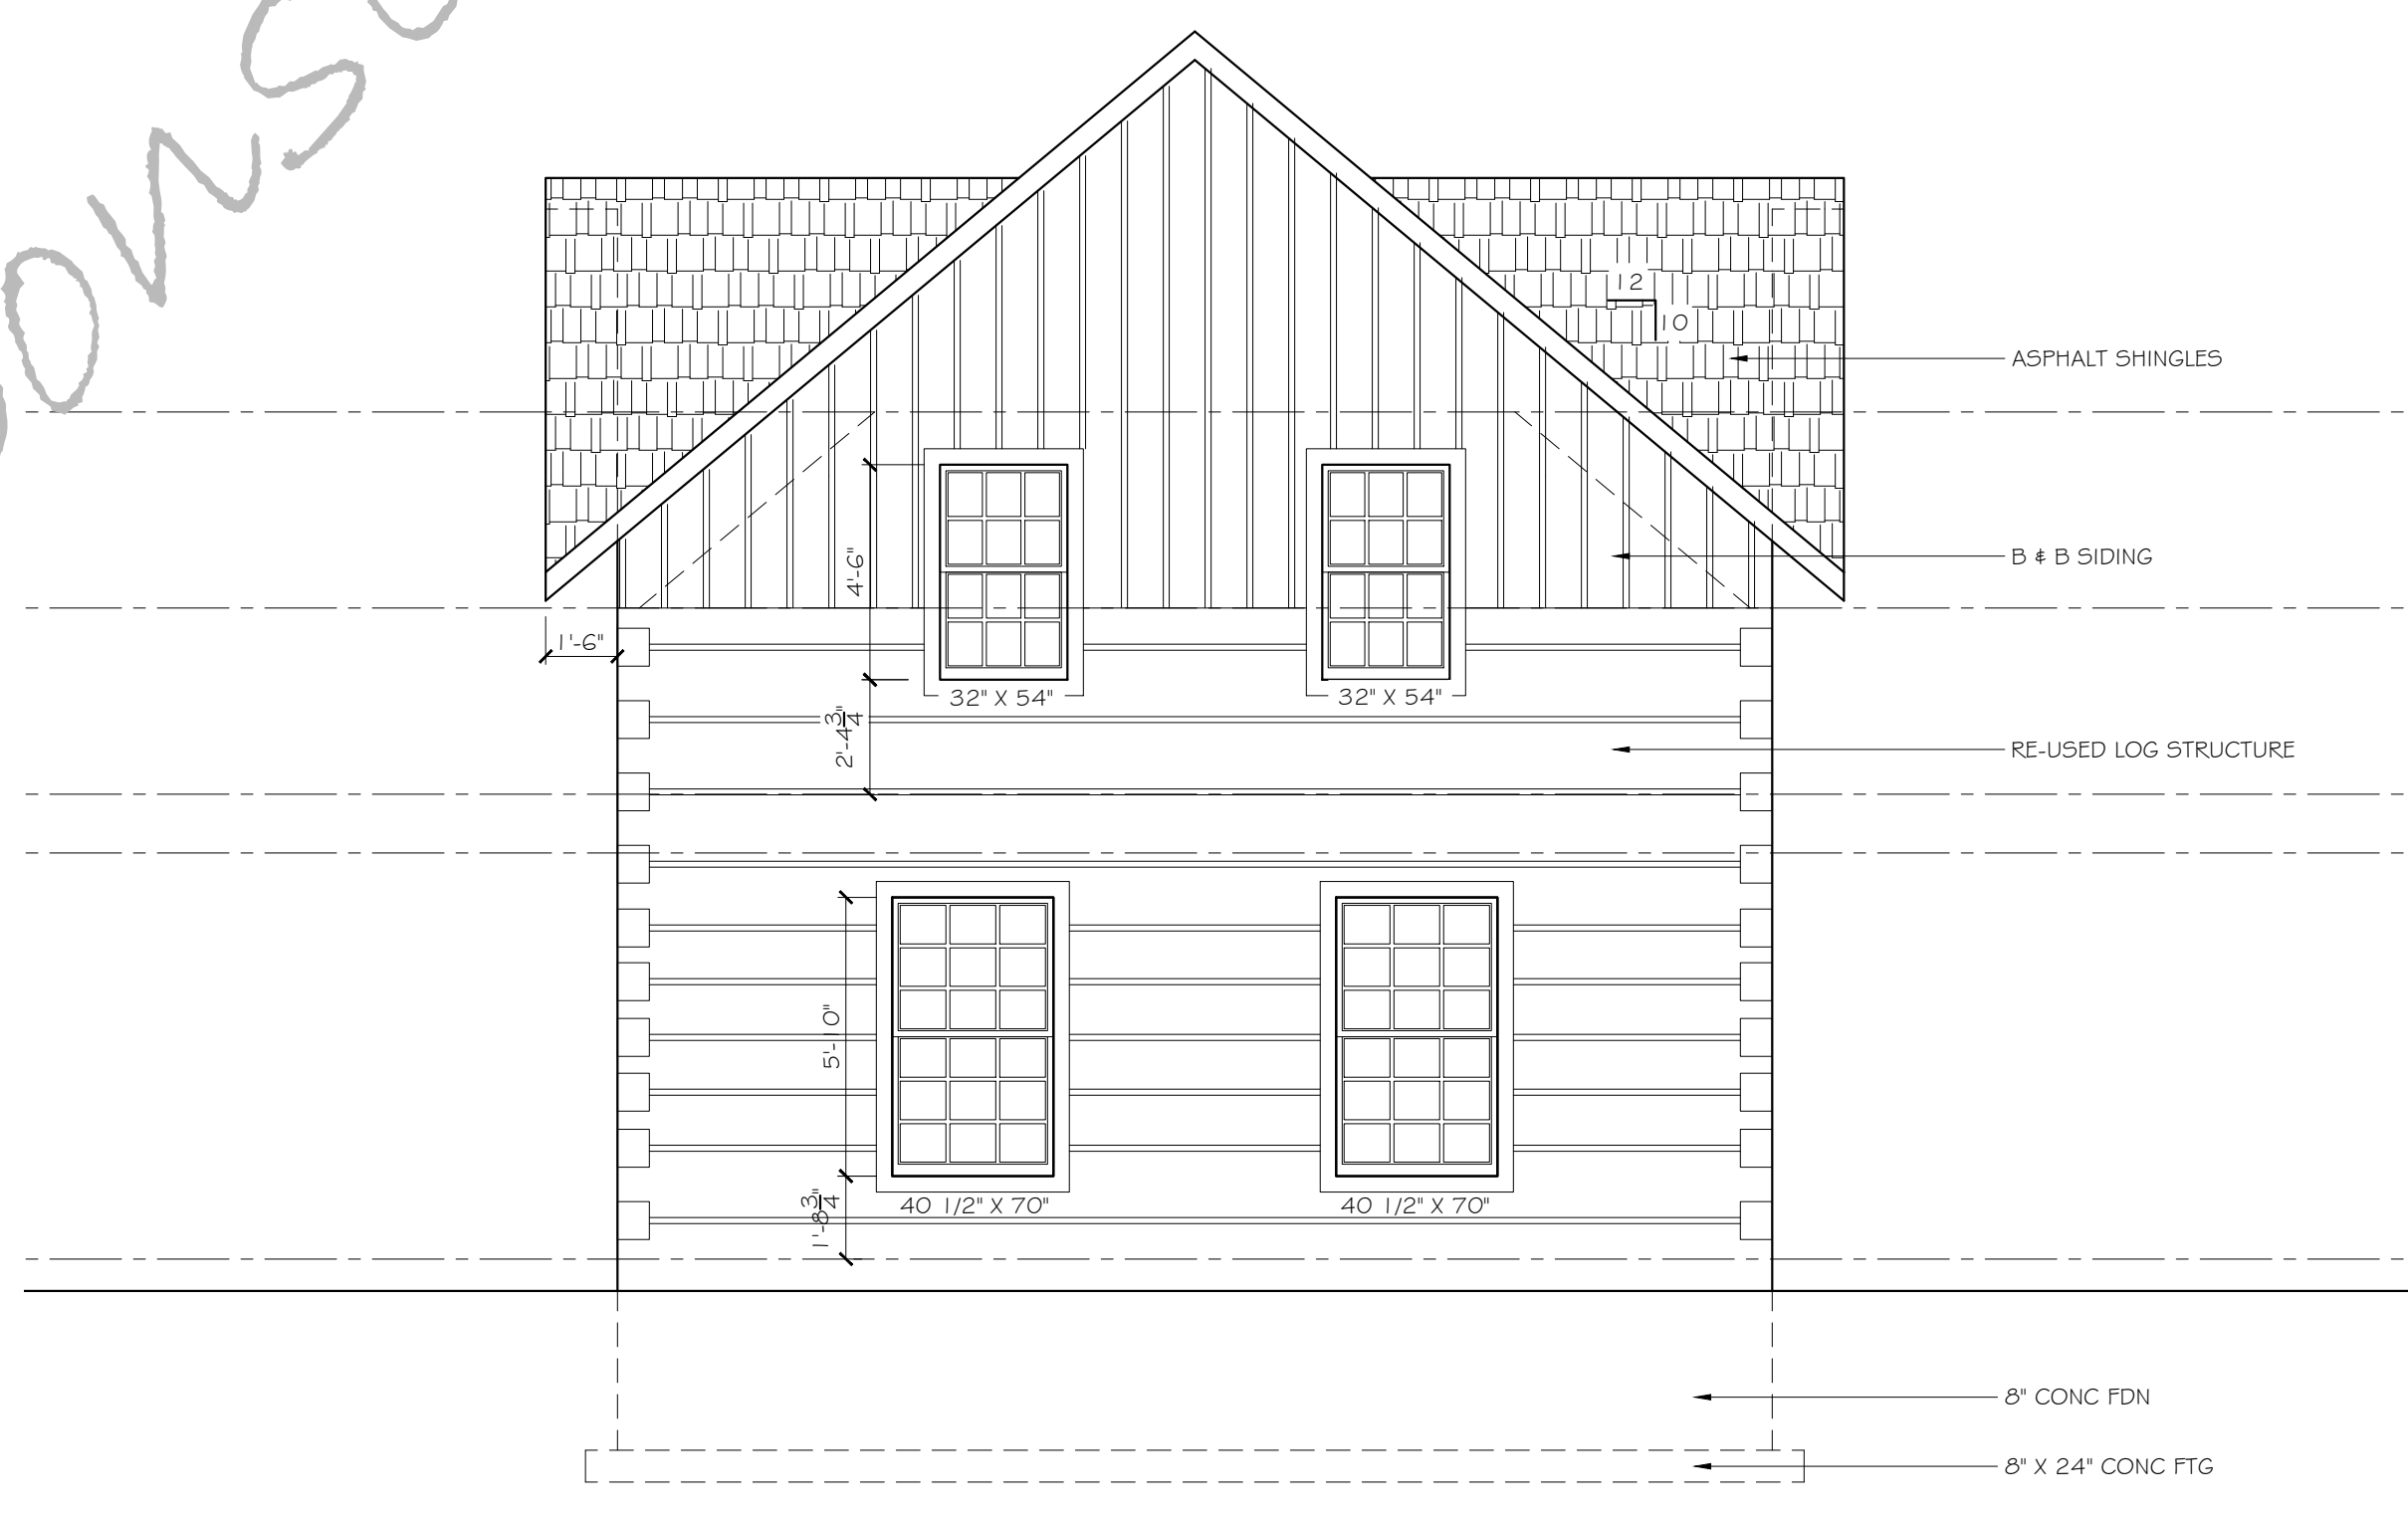 ons
12
10
ASPHALT SHINGLES
B & B SIDING
4'-6"
1'-6"
32" X 54"
32" X 54"
2'-4 3/4"
RE-USED LOG STRUCTURE
5'-10"
1'-8 3/4"
40 1/2" X 70"
40 1/2" X 70"
8" CONC FDN
8" X 24" CONC FTG